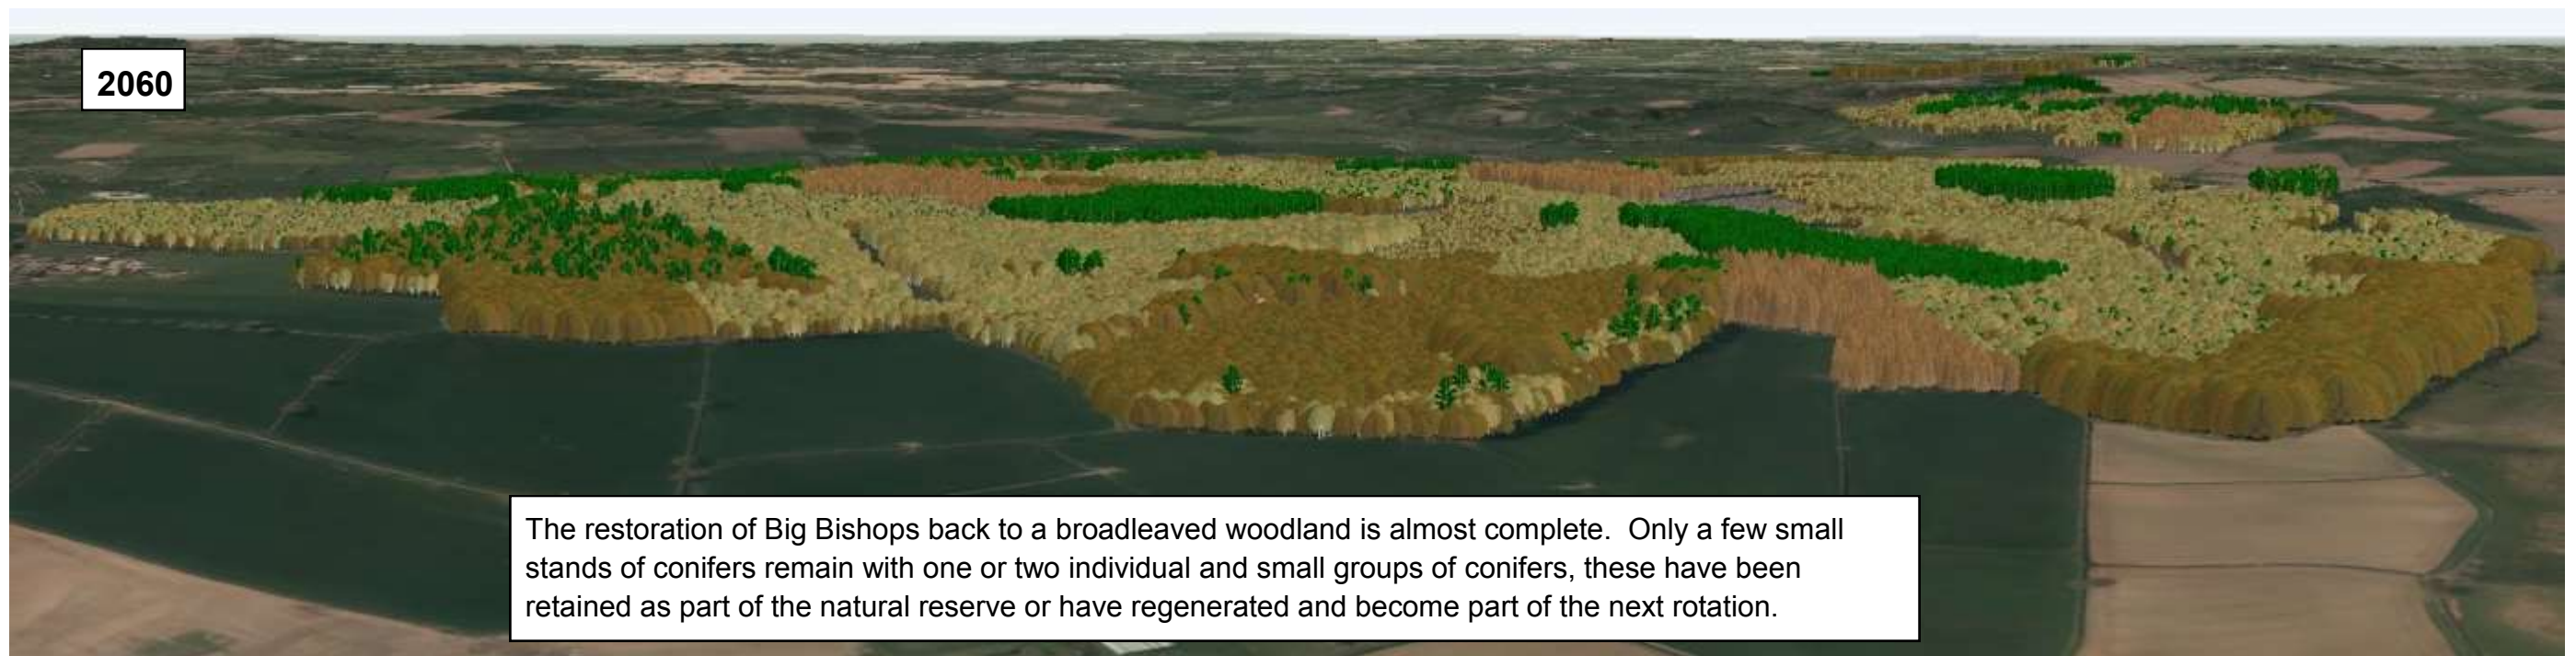 2060
The restoration of Big Bishops back to a broadleaved woodland is almost complete.  Only a few small
stands of conifers remain with one or two individual and small groups of conifers, these have been
retained as part of the natural reserve or have regenerated and become part of the next rotation.